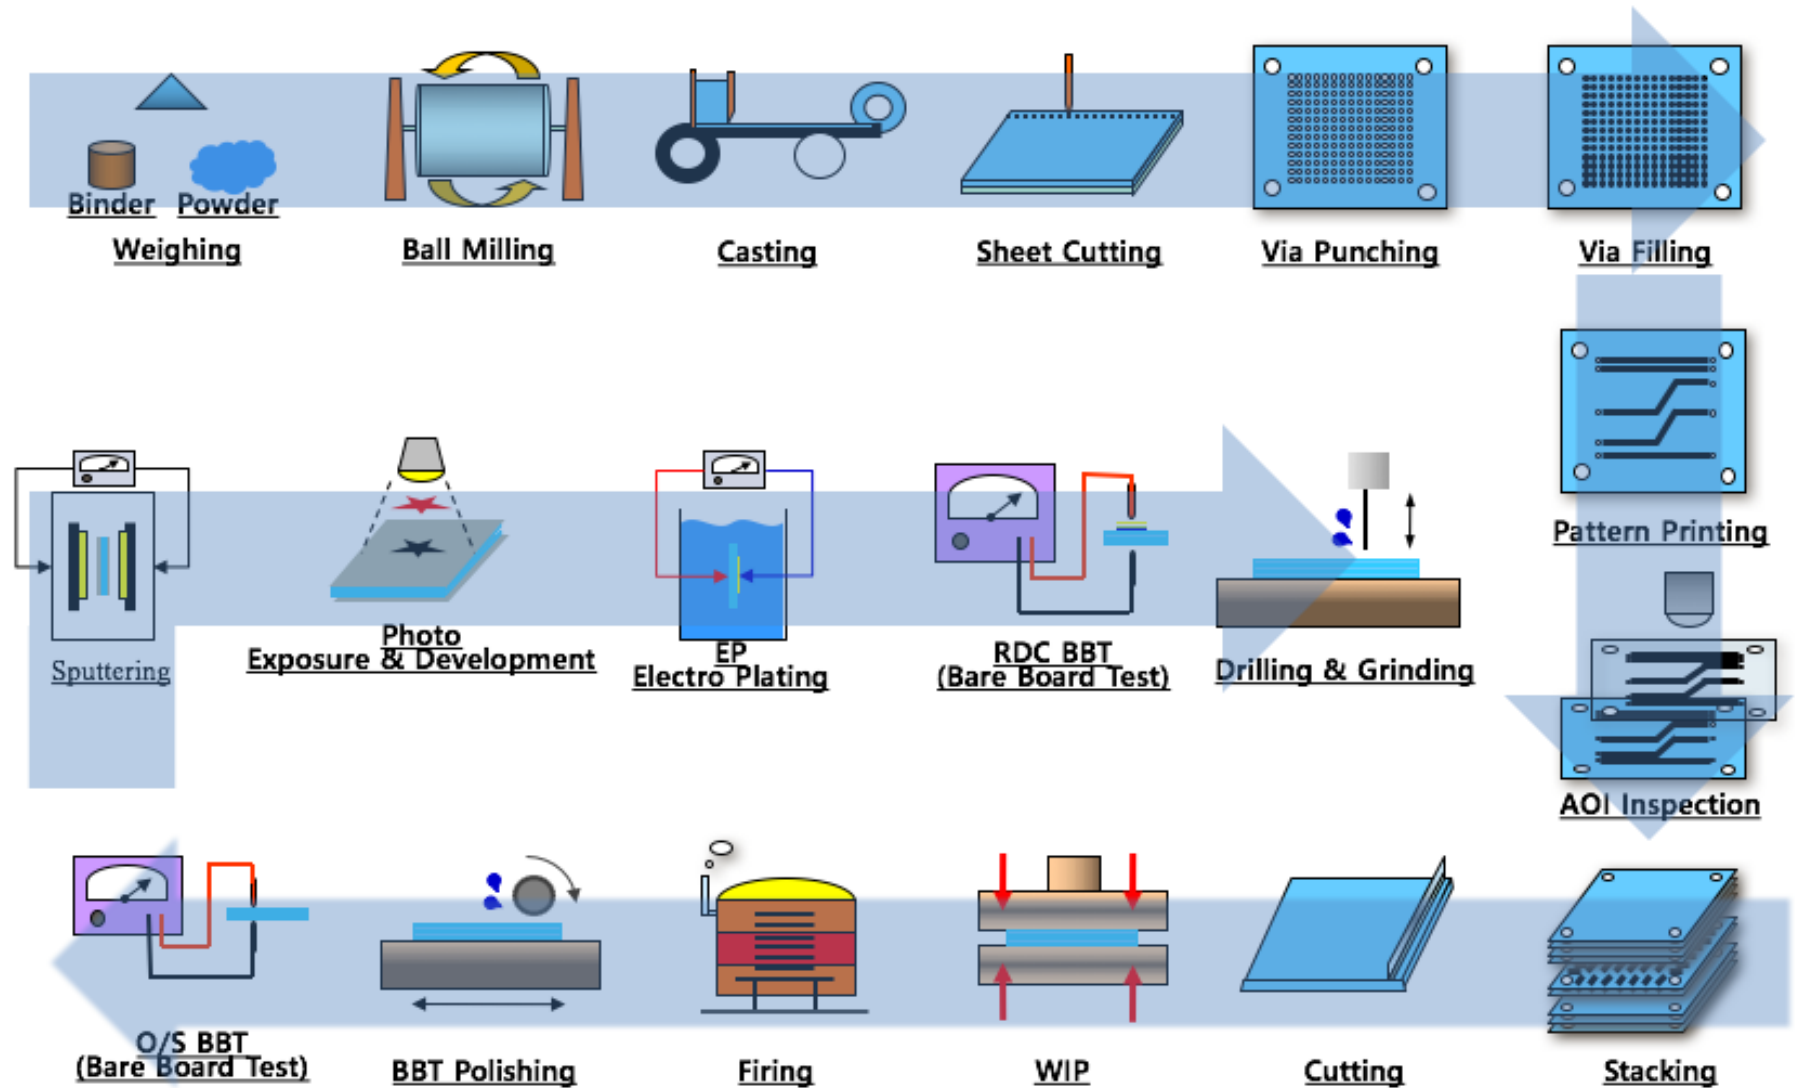 Binder Powder
Weighing
Ball Milling
Casting
Sheet Cutting
Via Punching
Via Filling
Pattern Printing
AOI Inspection
Stacking
Cutting
WIP
Firing
BBT Polishing
O/S BBT
(Bare Board Test)
Sputtering
Photo
Exposure & Development
EP
Electro Plating
RDC BBT
(Bare Board Test)
Drilling & Grinding